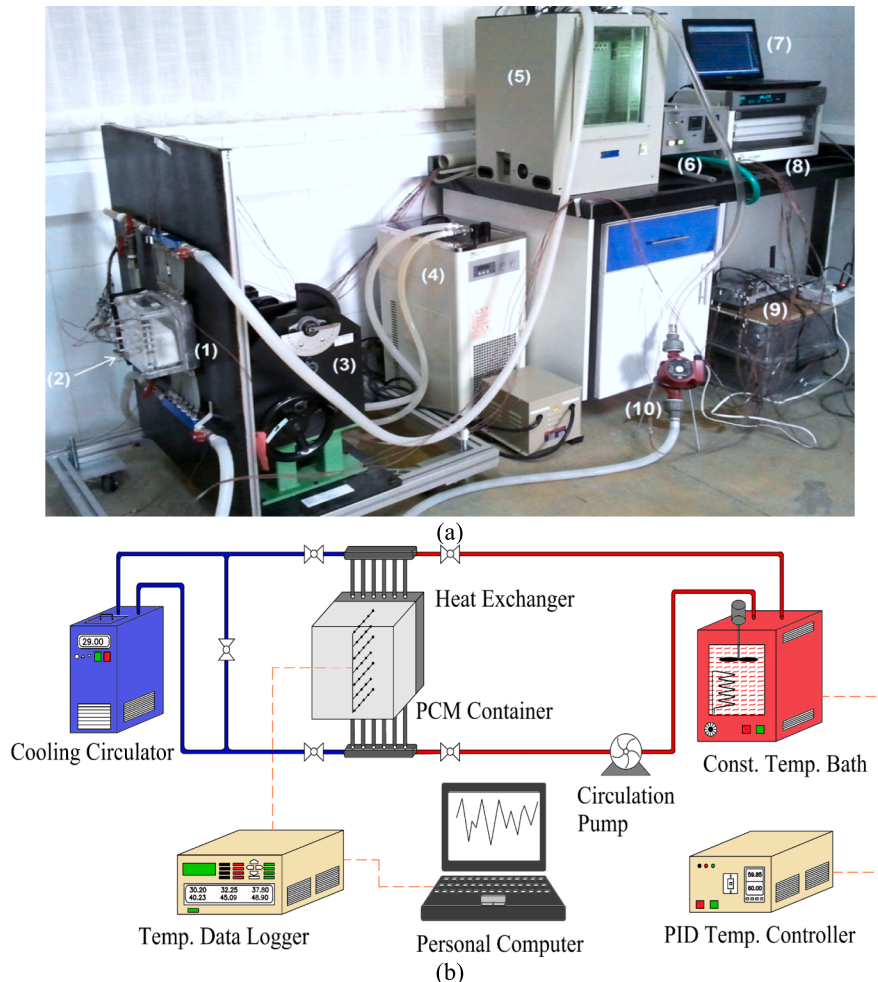 (5)
(7)
(6)
(8)
(4)
(9)
(1)
(3)
(2)
(10)
(a)
Heat Exchanger
29.00
PCM Container
Cooling Circulator
Const. Temp. Bath
Circulation
Pump
59.85
60.00
30.20 32.25 37.80
40.23 45.09 48.90
Temp. Data Logger
Personal Computer
PID Temp. Controller
(b)